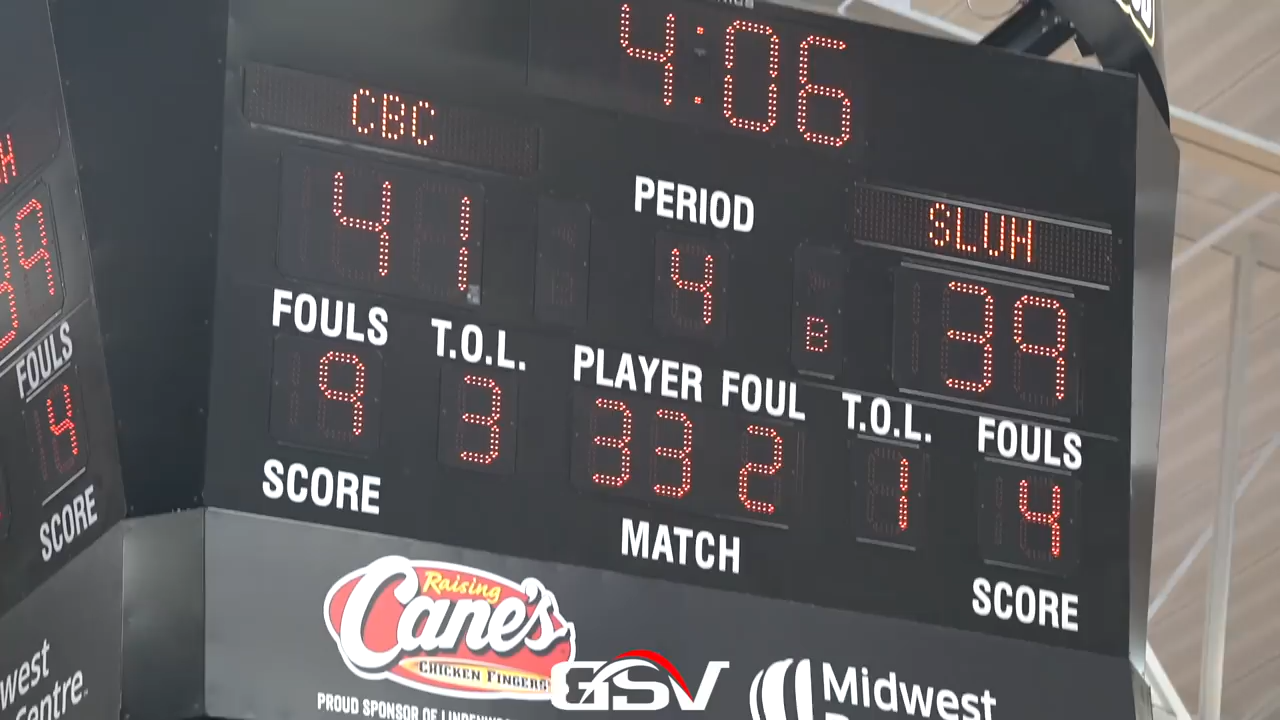 4:06
CBC
PERIOD
SLUH
41
4
B
39
FOULS
T.O.L.
PLAYER FOUL
T.O.L.
FOULS
9
3
33 2
1
4
SCORE
MATCH
SCORE
Raising
Cane's
CHICKEN FINGERS
PROUD SPONSOR OF
GSV
Midwest
H
39
FOULS
4
SCORE
west
entre